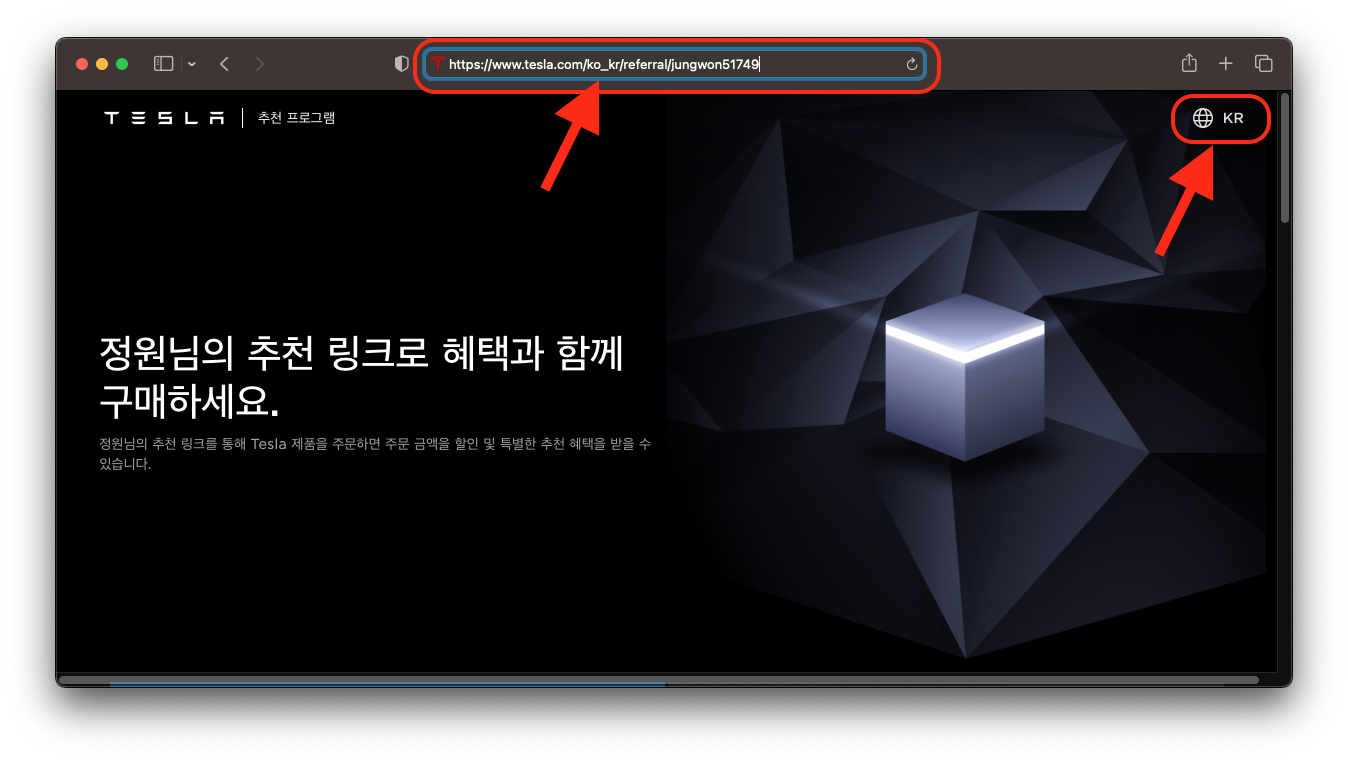 https://www.tesla.com/ko_kr/referral/jungwon51749
TESLA 추천 프로그램
KR
정원님의 추천 링크로 혜택과 함께
구매하세요.
정원님의 추천 링크를 통해 Tesla 제품을 주문하면 주문 금액을 할인 및 특별한 추천 혜택을 받을 수
있습니다.